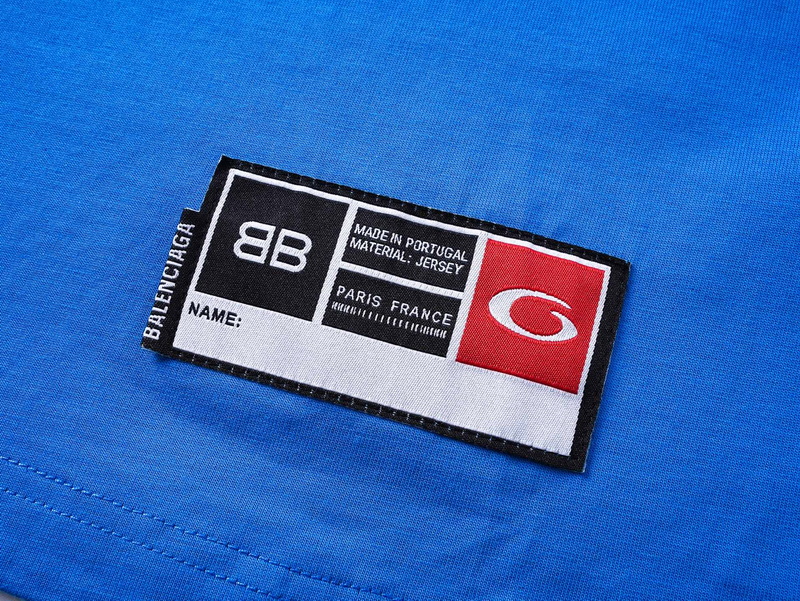 BALENCIAGA
BB
MADE IN PORTUGAL
MATERIAL: JERSEY
PARIS FRANCE
NAME:
G